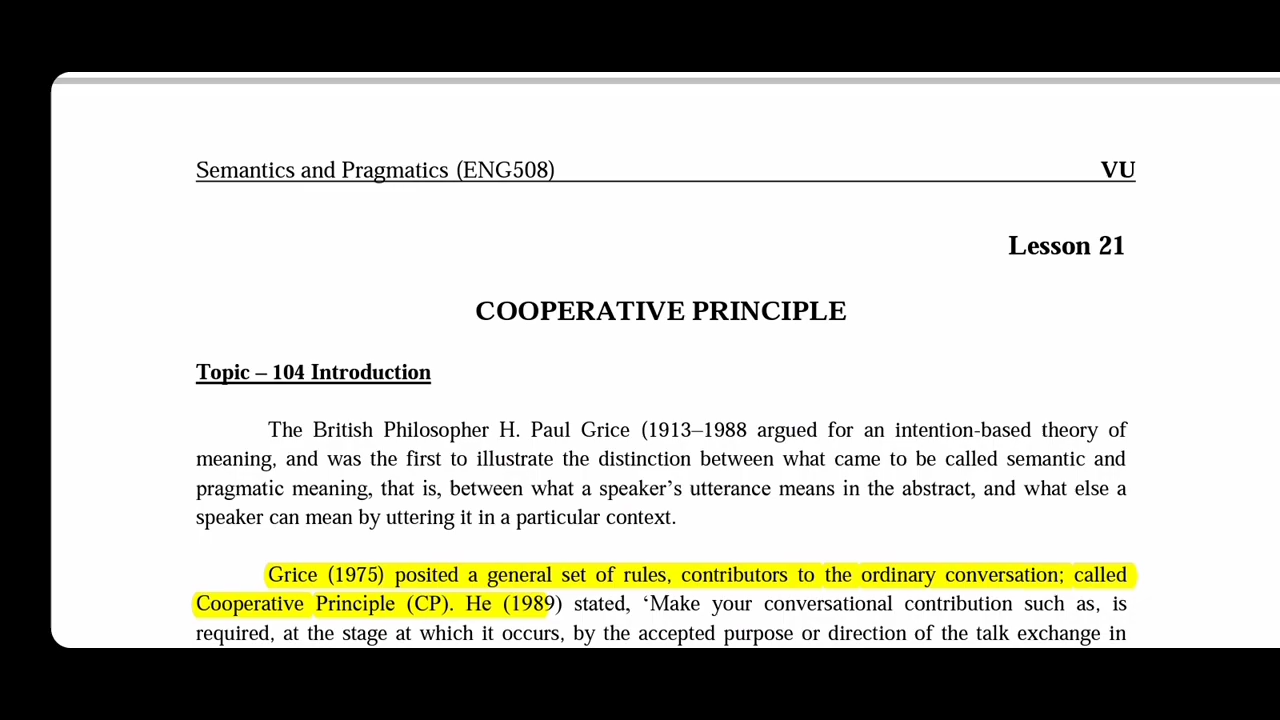 Semantics and Pragmatics (ENG508) VU
Lesson 21
COOPERATIVE PRINCIPLE
Topic – 104 Introduction
The British Philosopher H. Paul Grice (1913–1988 argued for an intention-based theory of
meaning, and was the first to illustrate the distinction between what came to be called semantic and
pragmatic meaning, that is, between what a speaker’s utterance means in the abstract, and what else a
speaker can mean by uttering it in a particular context.
Grice (1975) posited a general set of rules, contributors to the ordinary conversation; called
Cooperative Principle (CP). He (1989) stated, ‘Make your conversational contribution such as, is
required, at the stage at which it occurs, by the accepted purpose or direction of the talk exchange in